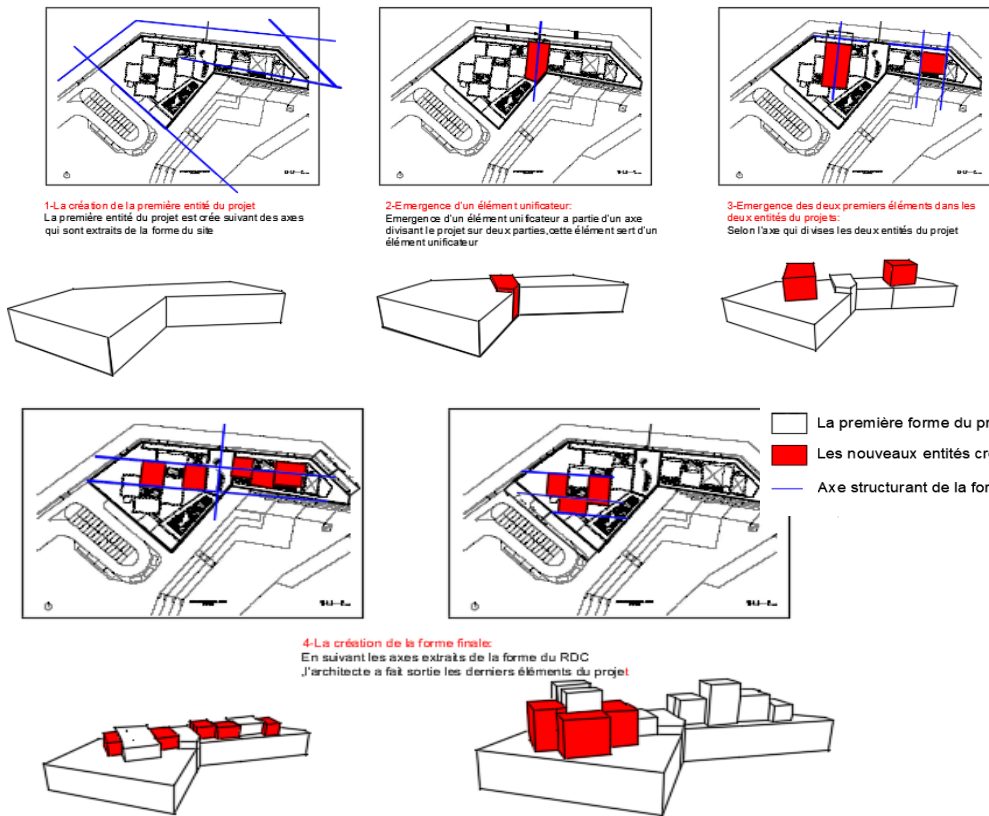 1-La création de la première entité du projet
La première entité du projet est crée suivant des axes
qui sont extraits de la forme du site
2-Emergence d'un élément unificateur:
Emergence d'un élément unificateur a partie d'un axe
divisant le projet sur deux parties,cette élément sert d'un
élément unificateur
3-Emergence des deux premiers éléments dans les
deux entités du projets:
Selon l'axe qui divises les deux entités du projet
La première forme du pr
Les nouveaux entités cr
Axe structurant de la for
4-La création de la forme finale:
En suivant les axes extraits de la forme du RDC
,l'architecte a fait sortie les derniers éléments du projet